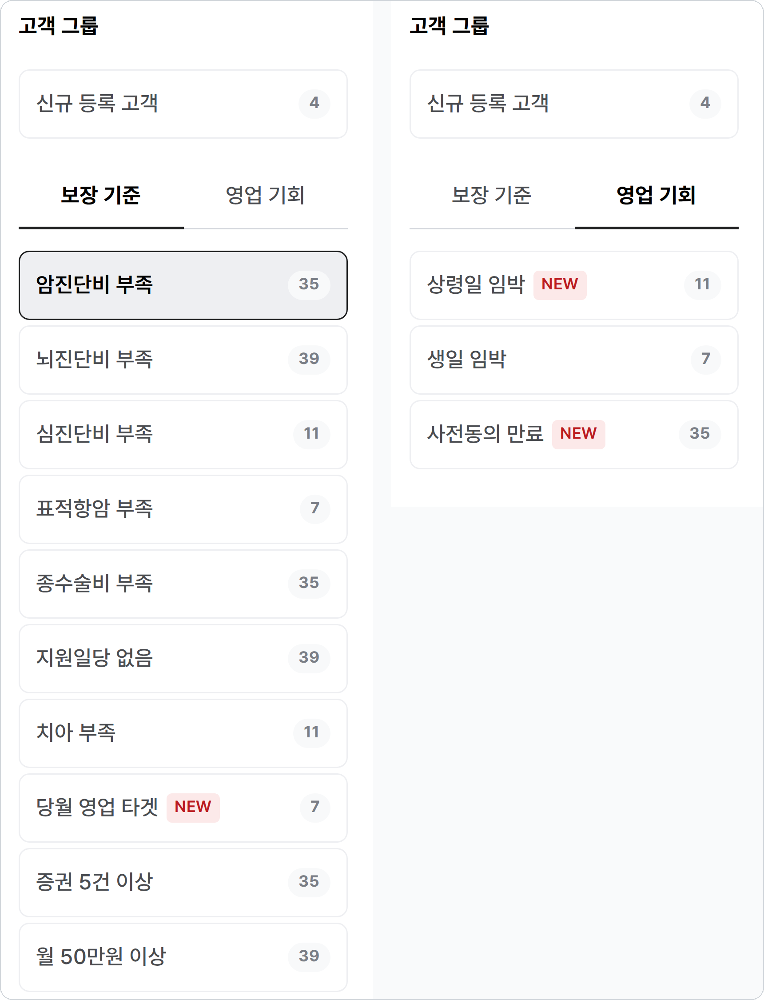 고객 그룹
신규 등록 고객 4
보장 기준 영업 기회
암진단비 부족 35
뇌진단비 부족 39
심진단비 부족 11
표적항암 부족 7
종수술비 부족 35
지원일당 없음 39
치아 부족 11
당월 영업 타겟 NEW 7
증권 5건 이상 35
월 50만원 이상 39
고객 그룹
신규 등록 고객 4
보장 기준 영업 기회
상령일 임박 NEW 11
생일 임박 7
사전동의 만료 NEW 35